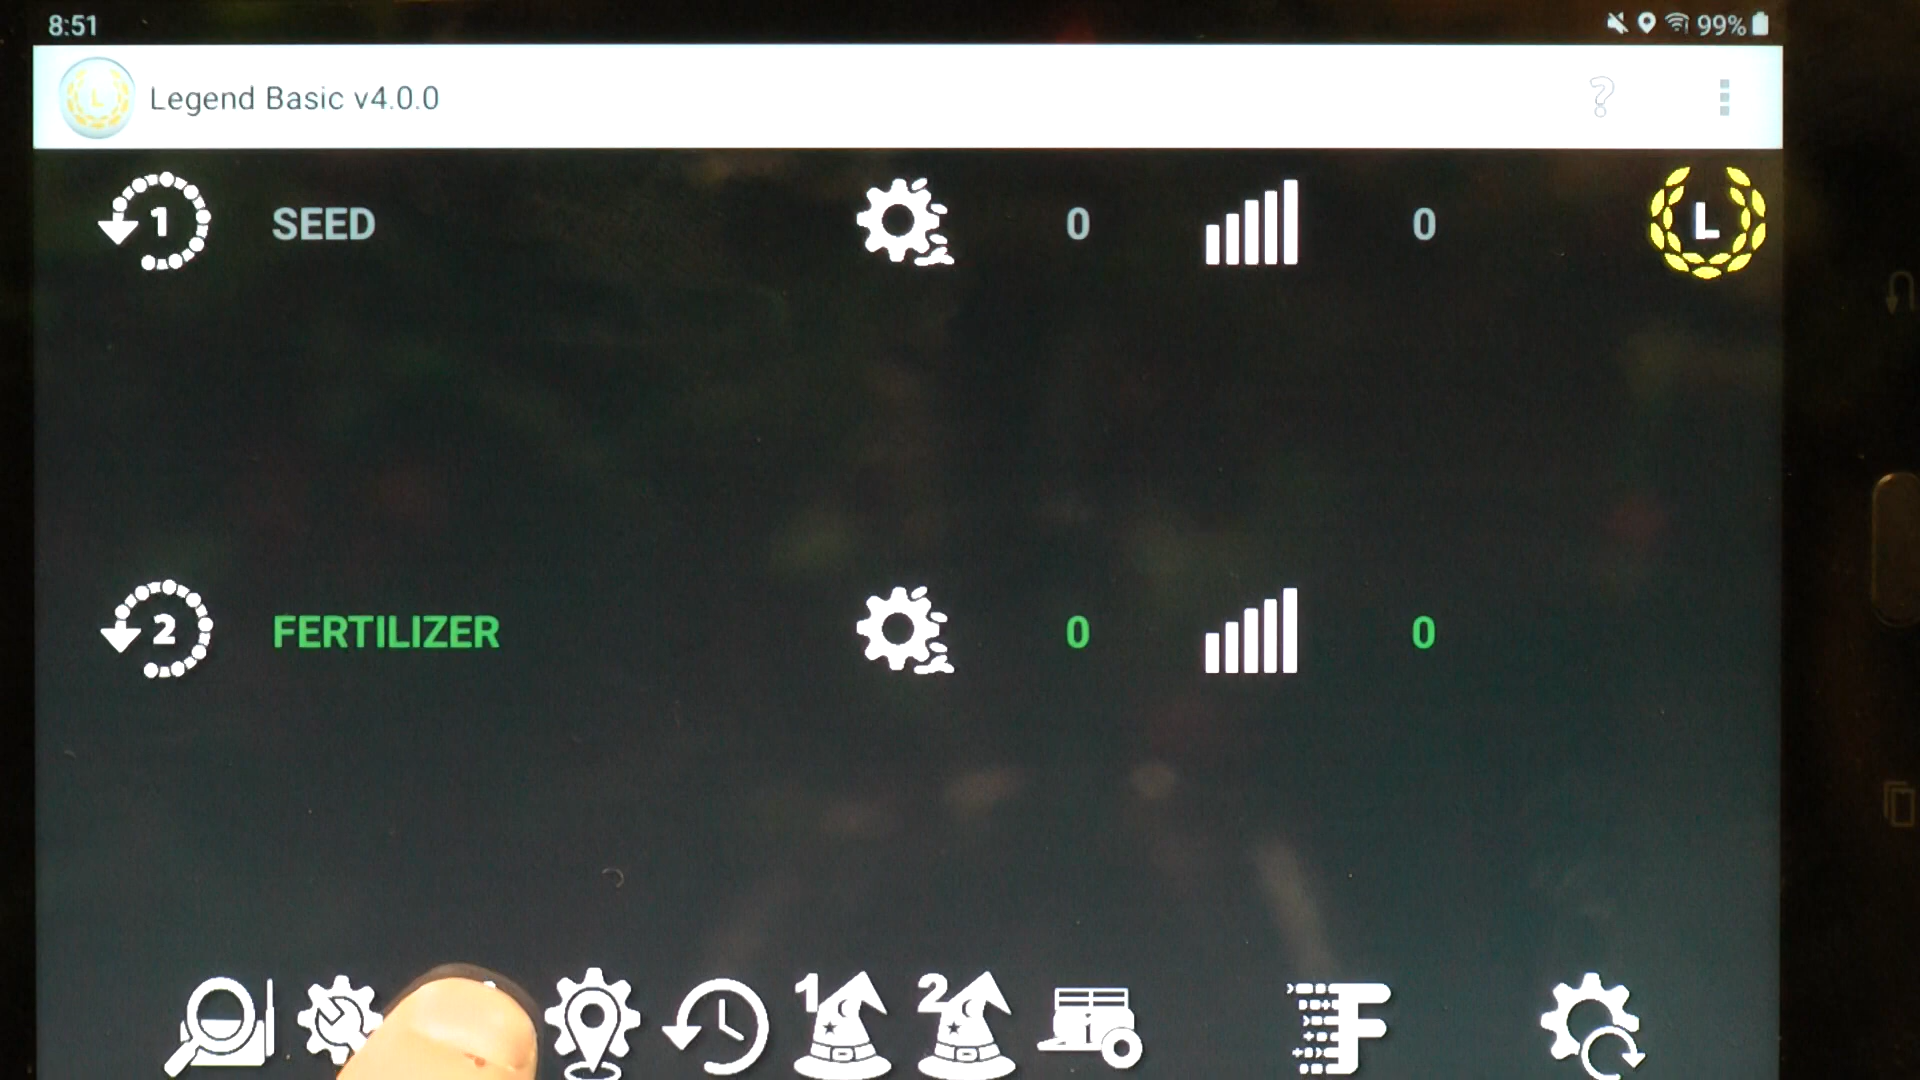 8:51
99%
L
Legend Basic v4.0.0
?
1
SEED
0
0
L
2
FERTILIZER
0
0
1
2